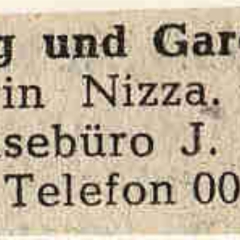 g und Gar
in Nizza.
sebüro J.
Telefon 00